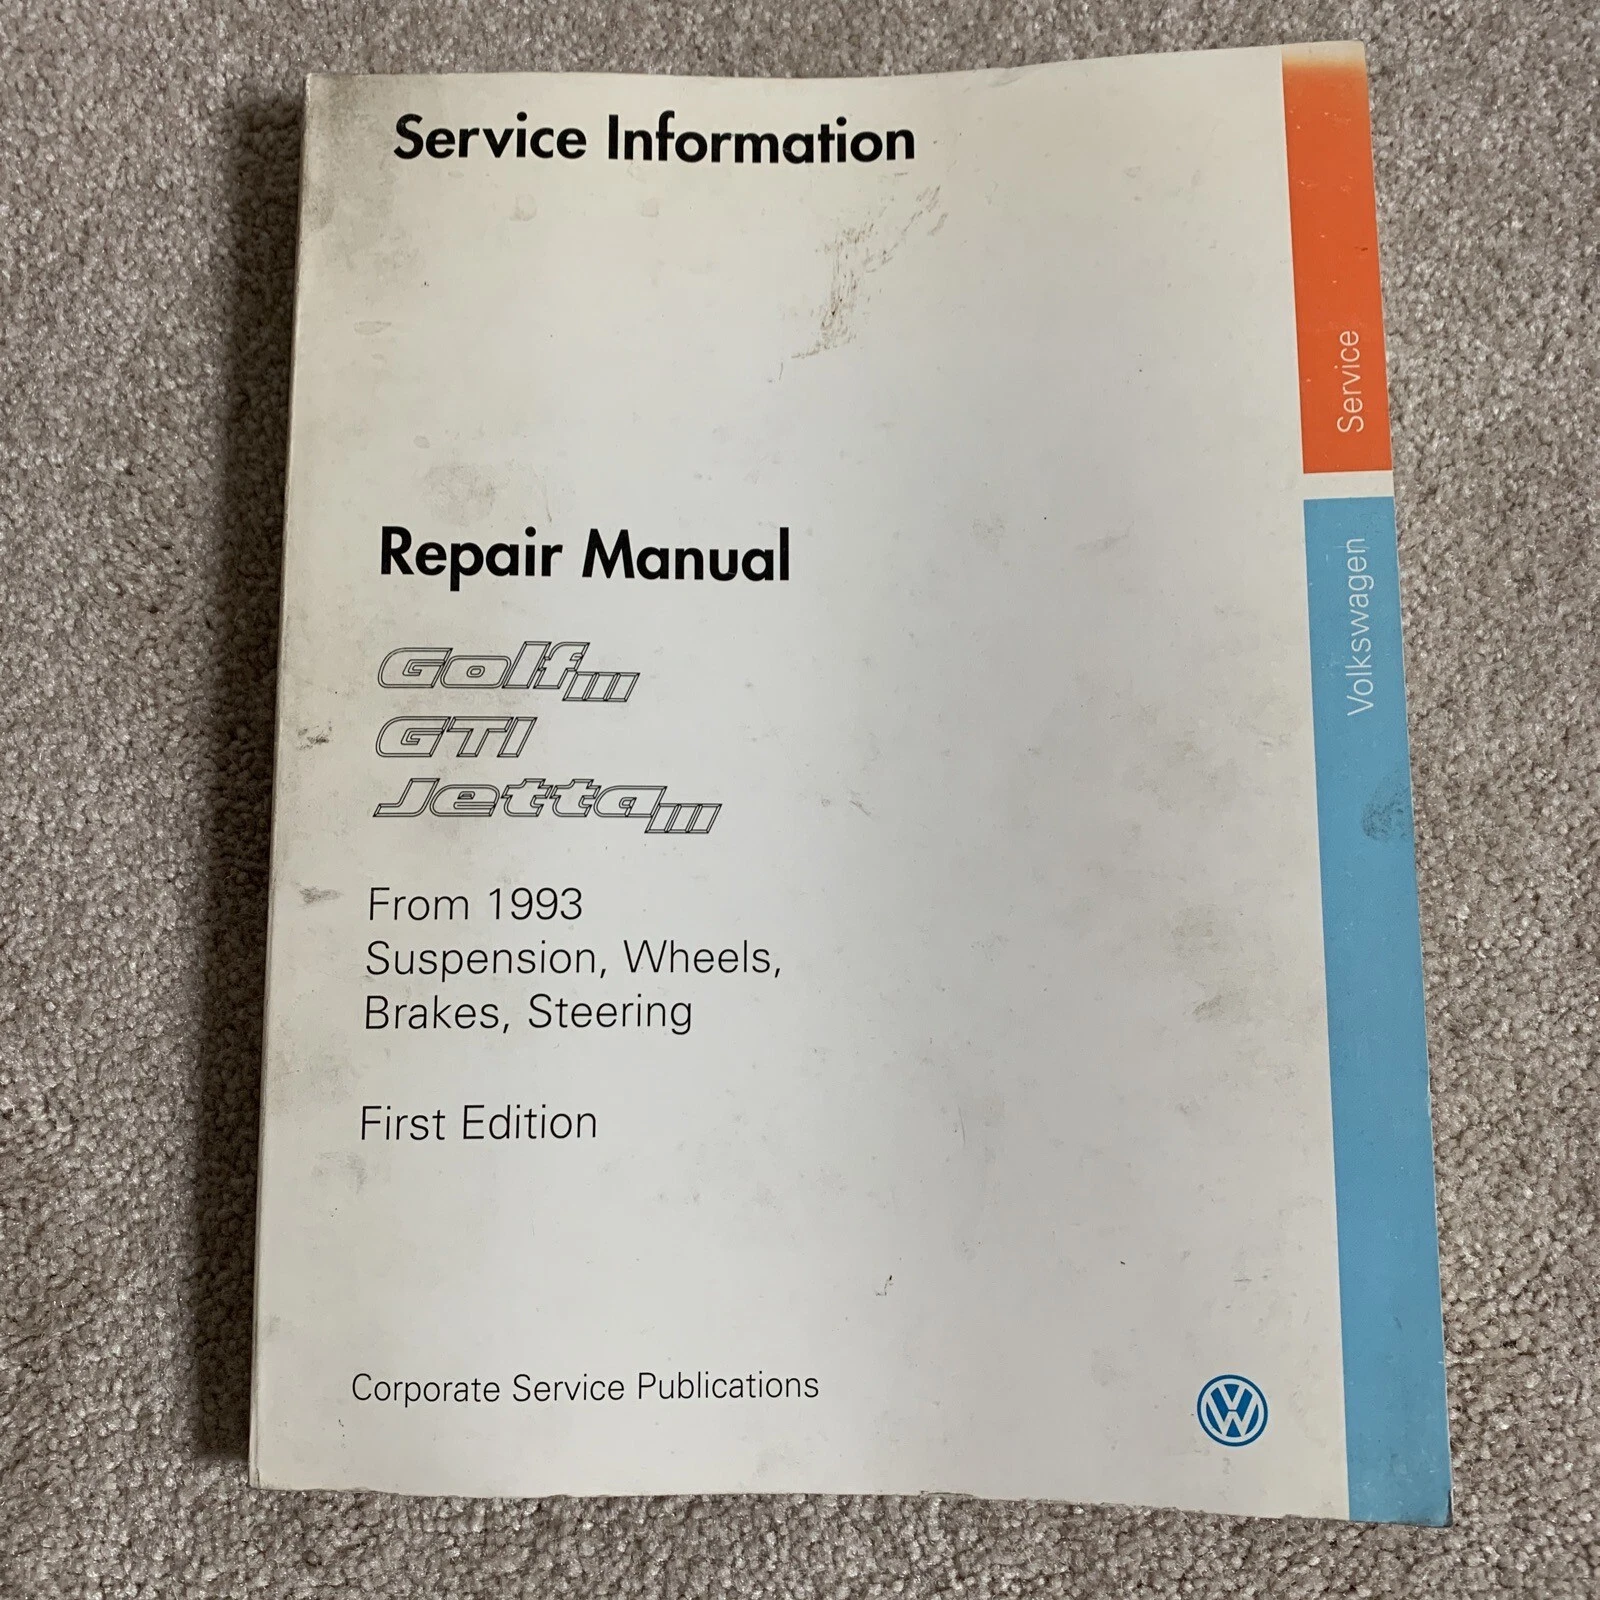 Service Information
Repair Manual
Golf III
GTI
Jetta III
From 1993
Suspension, Wheels,
Brakes, Steering
First Edition
Corporate Service Publications
Service
Volkswagen
VW